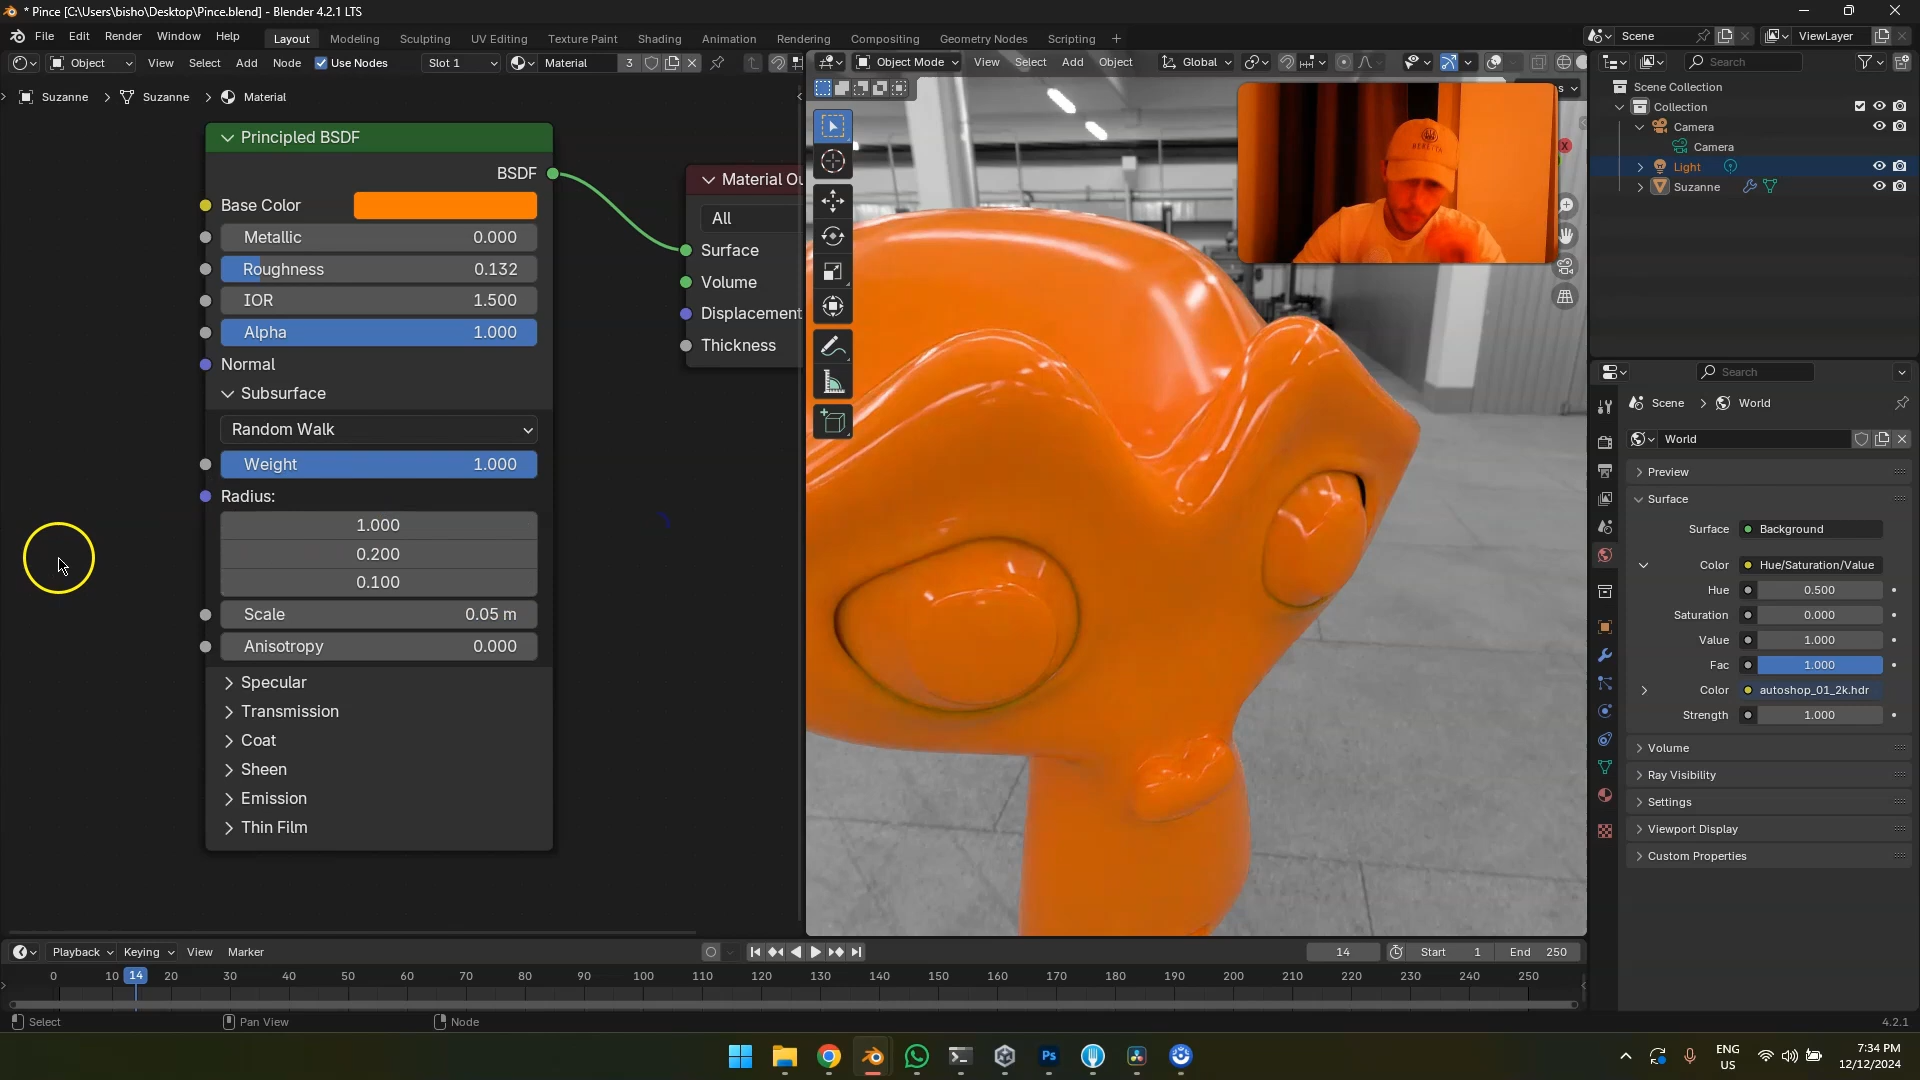 * Pince [C:\Users\bisho\Desktop\Pince.blend] - Blender 4.2.1 LTS
File Edit Render Window Help Layout Modeling Sculpting UV Editing Texture Paint Shading Animation Rendering Compositing Geometry Nodes Scripting + Scene ViewLayer
Object View Select Add Node Use Nodes Slot 1 Material 3
Object Mode View Select Add Object Global Search
Suzanne > Suzanne > Material
Principled BSDF
BSDF
Base Color
Metallic 0.000
Roughness 0.132
IOR 1.500
Alpha 1.000
Normal
Subsurface
Random Walk
Weight 1.000
Radius:
1.000
0.200
0.100
Scale 0.05 m
Anisotropy 0.000
Specular
Transmission
Coat
Sheen
Emission
Thin Film
Material Ou
All
Surface
Volume
Displacement
Thickness
BERETTA
X
Scene Collection
Collection
Camera
Camera
Light
Suzanne
Search
Scene > World
World
Preview
Surface
Surface Background
Color Hue/Saturation/Value
Hue 0.500
Saturation 0.000
Value 1.000
Fac 1.000
Color autoshop_01_2k.hdr
Strength 1.000
Volume
Ray Visibility
Settings
Viewport Display
Custom Properties
Playback Keying View Marker 14 Start 1 End 250
0 10 14 20 30 40 50 60 70 80 90 100 110 120 130 140 150 160 170 180 190 200 210 220 230 240 250
Select Pan View Node 4.2.1
Ps
ENG
US
7:34 PM
12/12/2024